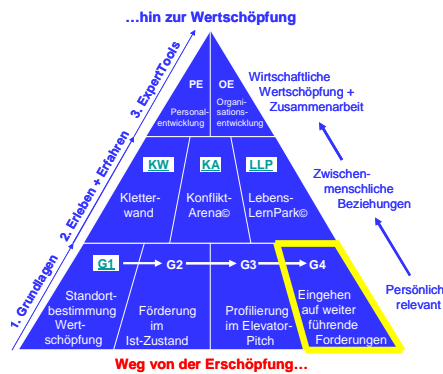 …hin zur Wertschöpfung
PE
OE
Personal-
entwicklung
Organi-
sations-
entwicklung
Wirtschaftliche
Wertschöpfung +
Zusammenarbeit
3. ExpertTools
KW
KA
LLP
Kletter-
wand
Konflikt-
Arena©
Lebens-
LernPark©
Zwischen-
menschliche
Beziehungen
2. Erleben + Erfahren
G1
G2
G3
G4
Standort-
bestimmung
Wert-
schöpfung
Förderung
im
Ist-Zustand
Profilierung
im Elevator-
Pitch
Eingehen
auf weiter
führende
Forderungen
Persönlich
relevant
1. Grundlagen
Weg von der Erschöpfung…